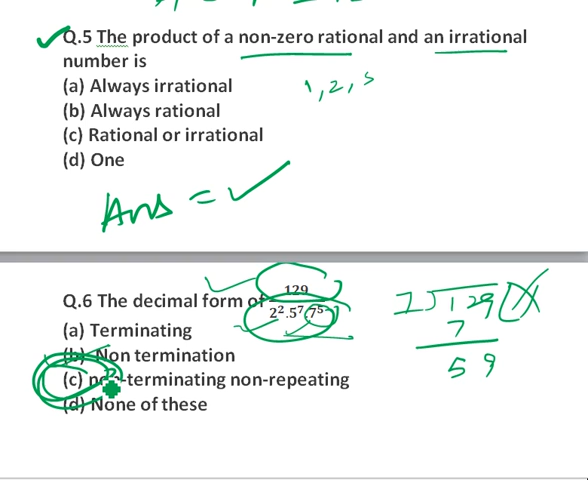 Q.5 The product of a non-zero rational and an irrational
number is
(a) Always irrational
1, 2, 5
(b) Always rational
(c) Rational or irrational
(d) One
Ans = ✓
129
Q.6 The decimal form of
2².5⁷.7⁵
(a) Terminating
(b) Non termination
(c) -terminating non-repeating
(d) None of these
129
7
59